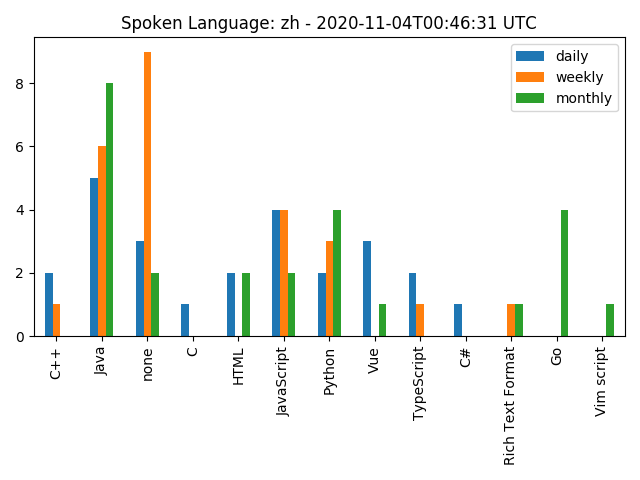 Spoken Language: zh - 2020-11-04T00:46:31 UTC
daily
weekly
monthly
8
6
4
2
0
C++
Java
none
C
HTML
JavaScript
Python
Vue
TypeScript
C#
Rich Text Format
Go
Vim script